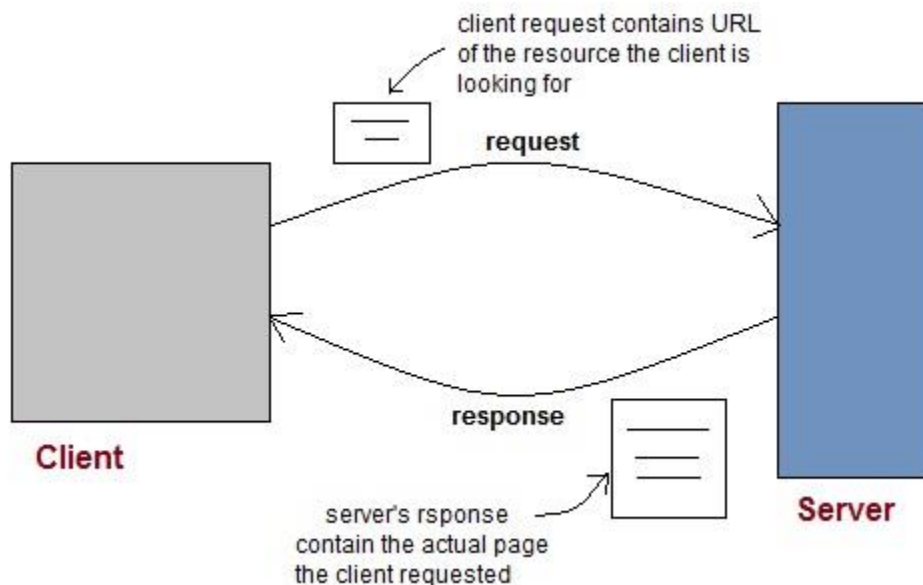 client request contains URL
of the resource the client is
looking for
request
response
Client
Server
server's rsponse
contain the actual page
the client requested